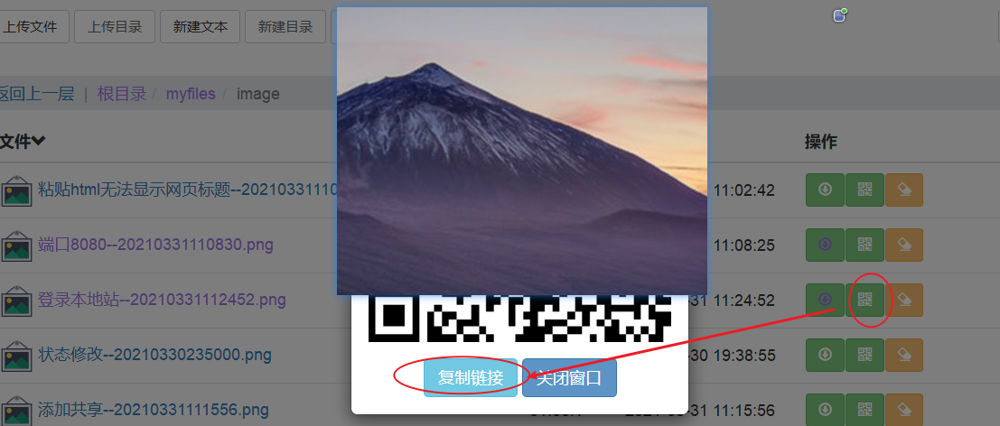 上传文件 上传目录 新建文本 新建目录
返回上一层 | 根目录 / myfiles / image
文件 操作
粘贴html无法显示网页标题--20210331110 11:02:42
端口8080--20210331110830.png 11:08:25
登录本地站--20210331112452.png 31 11:24:52
状态修改--20210330235000.png 30 19:38:55
复制链接 关闭窗口
添加共享--20210331111556.png 31 11:15:56